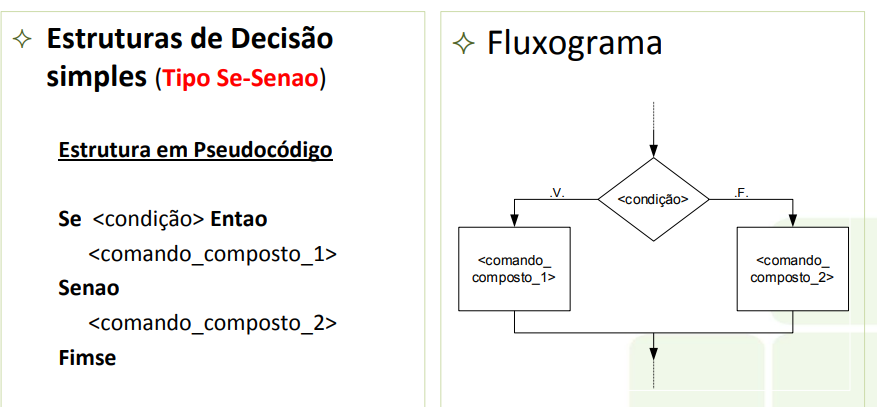 Estruturas de Decisão
simples (Tipo Se-Senao)
Estrutura em Pseudocódigo
Se <condição> Entao
<comando_composto_1>
Senao
<comando_composto_2>
Fimse
Fluxograma
.V.
<condição>
.F.
<comando_
composto_1>
<comando_
composto_2>